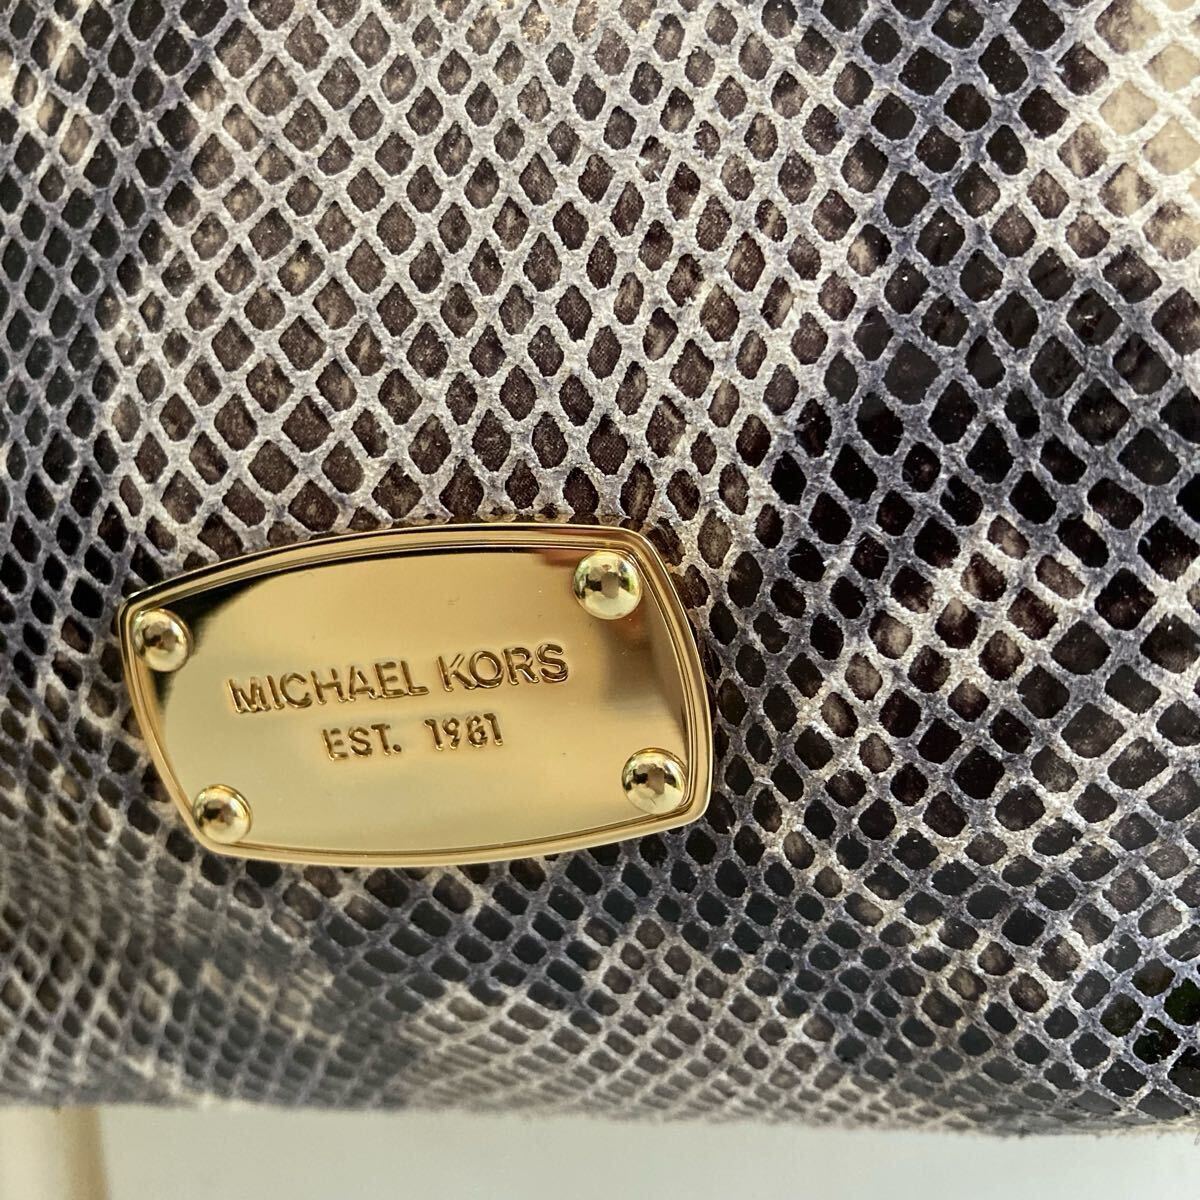 MICHAEL KORS
EST. 1981